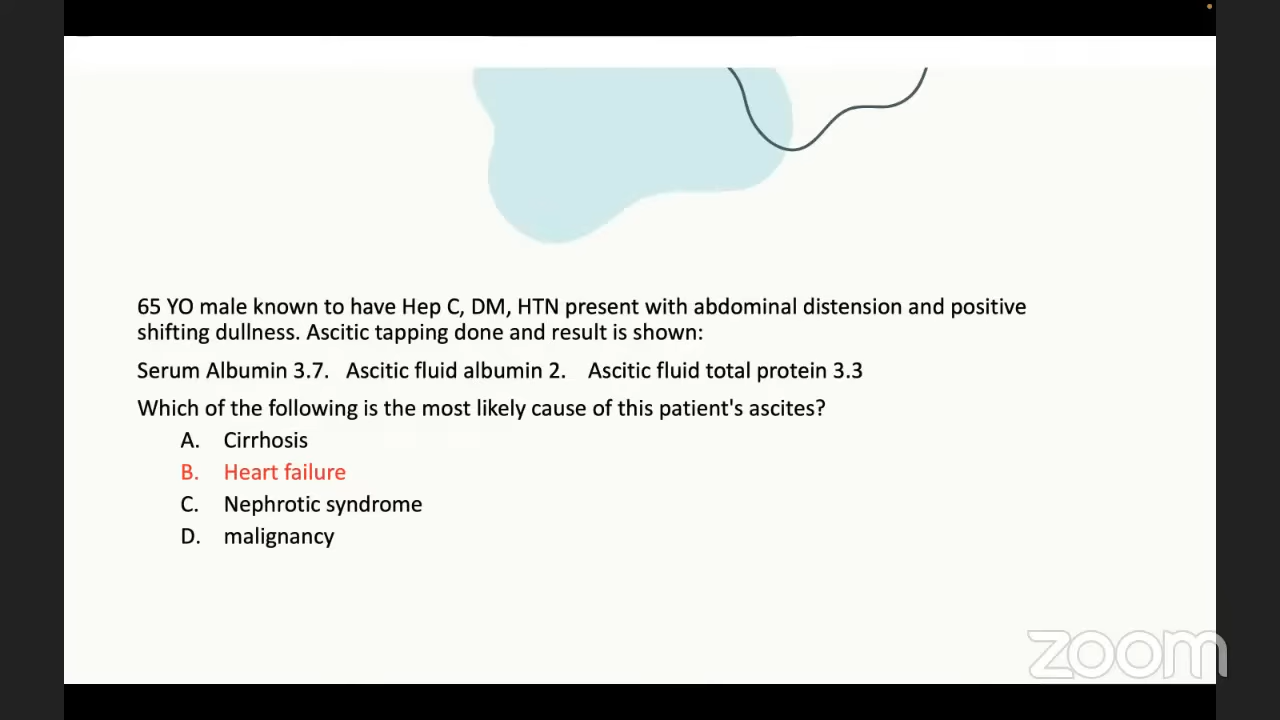 65 YO male known to have Hep C, DM, HTN present with abdominal distension and positive
shifting dullness. Ascitic tapping done and result is shown:
Serum Albumin 3.7. Ascitic fluid albumin 2. Ascitic fluid total protein 3.3
Which of the following is the most likely cause of this patient's ascites?
A. Cirrhosis
B. Heart failure
C. Nephrotic syndrome
D. malignancy
zoom